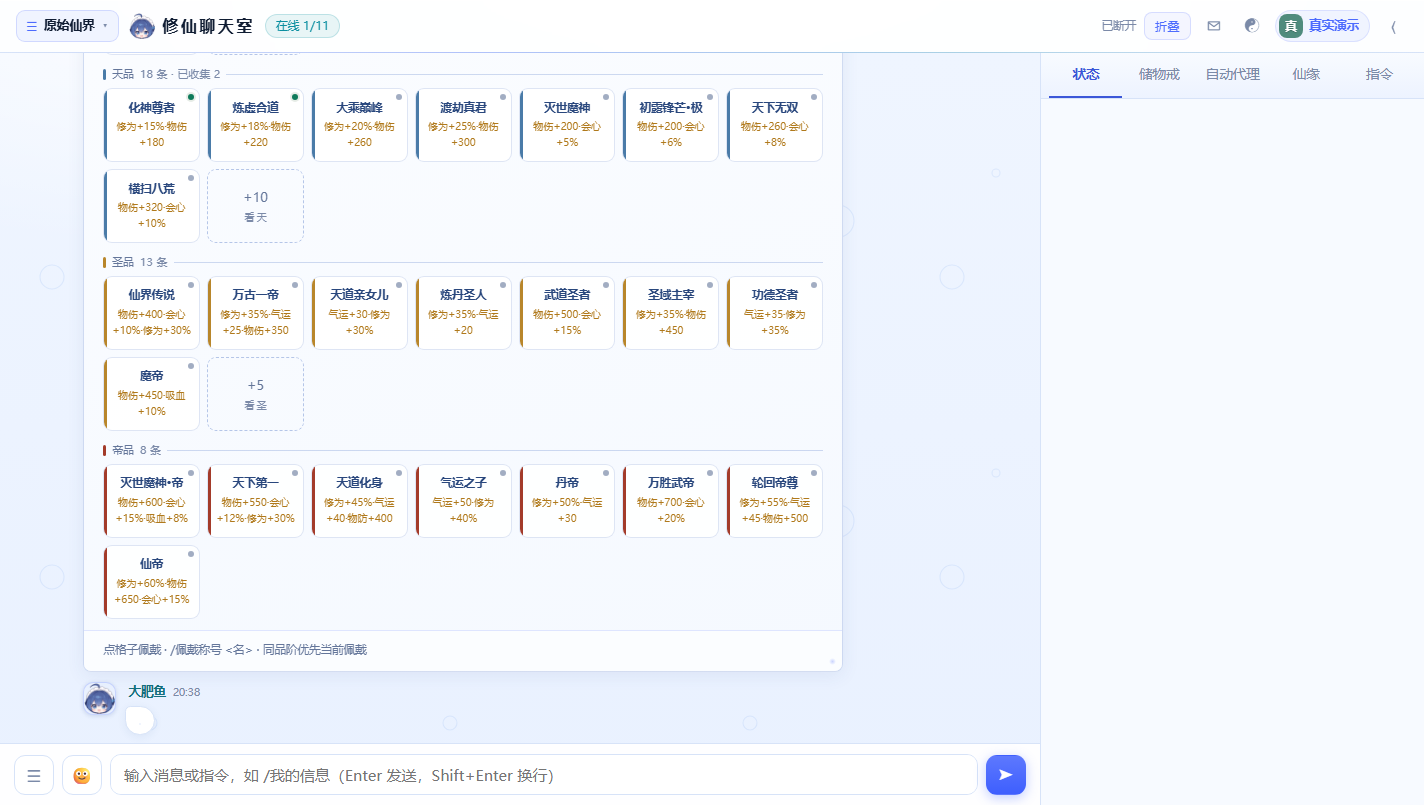 ☰ 原始仙界 修仙聊天室 在线 1/11 已断开 折叠 真 真实演示
状态 储物戒 自动代理 仙缘 指令
天品 18 条 · 已收集 2
化神尊者 炼虚合道 大乘巅峰 渡劫真君 灭世魔神 初露锋芒·极 天下无双
修为+15%·物伤 修为+18%·物伤 修为+20%·物伤 修为+25%·物伤 物伤+200·会心 物伤+200·会心 物伤+260·会心
+180 +220 +260 +300 +5% +6% +8%
横扫八荒
物伤+320·会心
+10%
+10
看天
圣品 13 条
仙界传说 万古一帝 天道亲女儿 炼丹圣人 武道圣者 圣域主宰 功德圣者
物伤+400·会心 修为+35%·气运 气运+30·修为 修为+35%·气运 物伤+500·会心 修为+35%·物伤 气运+35·修为
+10%·修为+30% +25·物伤+350 +30% +20 +15% +450 +35%
魔帝
物伤+450·吸血
+10%
+5
看圣
帝品 8 条
灭世魔神·帝 天下第一 天道化身 气运之子 丹帝 万胜武帝 轮回帝尊
物伤+600·会心 物伤+550·会心 修为+45%·气运 气运+50·修为 修为+50%·气运 物伤+700·会心 修为+55%·气运
+15%·吸血+8% +12%·修为+30% +40·物防+400 +40% +30 +20% +45·物伤+500
仙帝
修为+60%·物伤
+650·会心+15%
点格子佩戴 · /佩戴称号 <名> · 同品阶优先当前佩戴
大肥鱼 20:38
输入消息或指令，如 /我的信息（Enter 发送，Shift+Enter 换行）